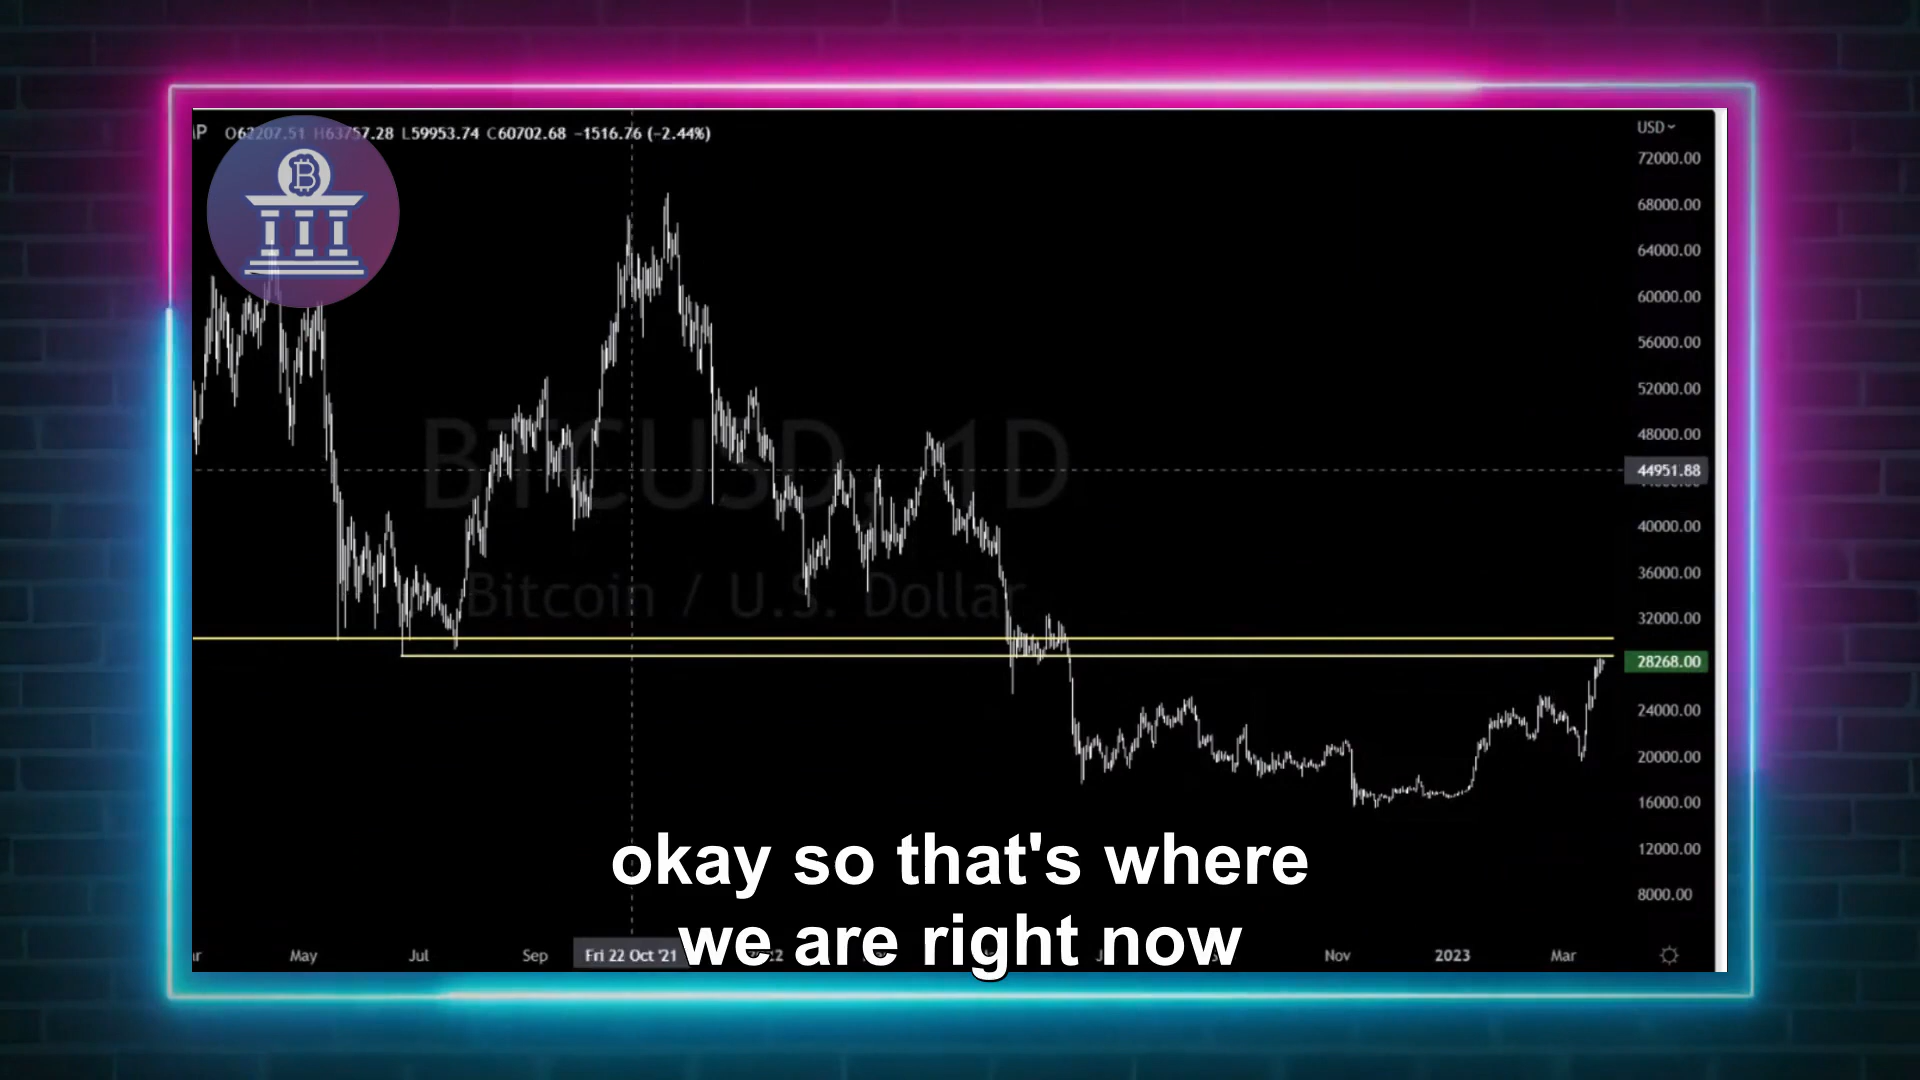 O62207.51 H63757.28 L59953.74 C60702.68 −1516.76 (−2.44%)
USD
72000.00
68000.00
64000.00
60000.00
56000.00
52000.00
48000.00
44951.88
40000.00
36000.00
32000.00
28268.00
24000.00
20000.00
16000.00
12000.00
8000.00
BTCUSD, 1D
Bitcoin / U.S. Dollar
okay so that's where
we are right now
May Jul Sep Fri 22 Oct '21 Nov 2023 Mar